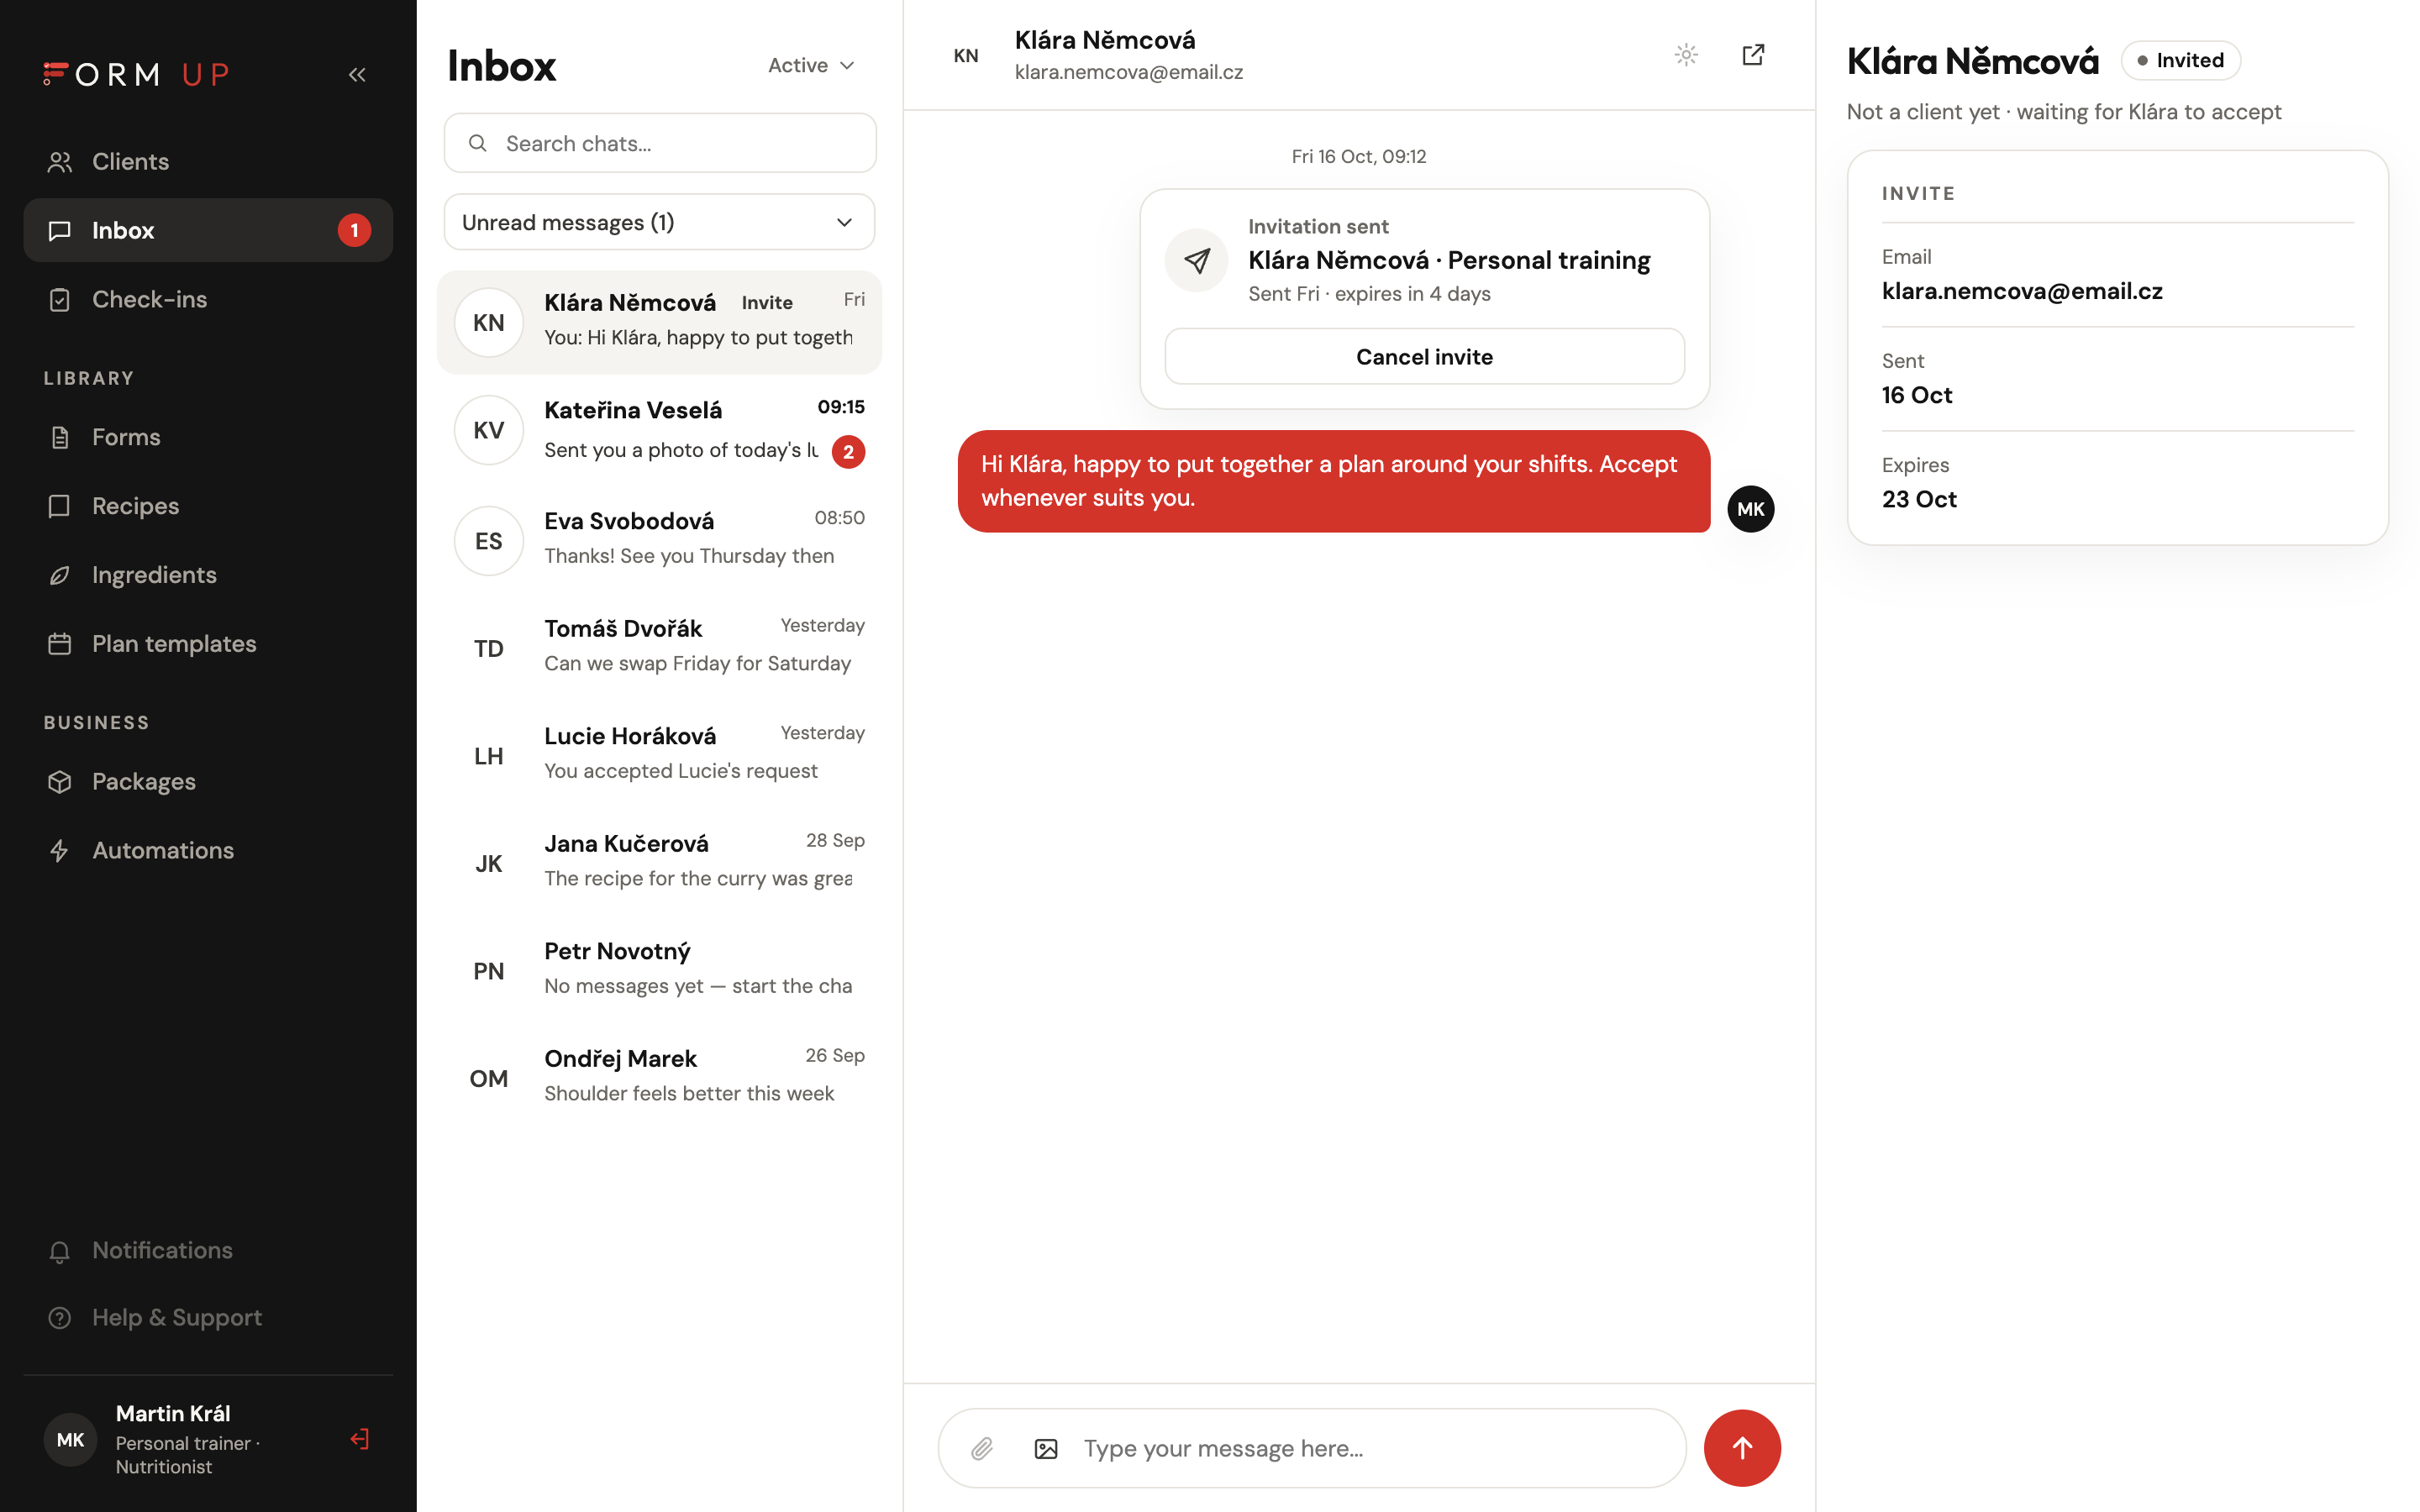 FORM UP
Clients
Inbox
1
Check-ins
LIBRARY
Forms
Recipes
Ingredients
Plan templates
BUSINESS
Packages
Automations
Notifications
Help & Support
MK
Martin Král
Personal trainer ·
Nutritionist
Inbox
Active
Search chats...
Unread messages (1)
KN
Klára Němcová
Invite
Fri
You: Hi Klára, happy to put togeth
KV
Kateřina Veselá
09:15
Sent you a photo of today's lu
2
ES
Eva Svobodová
08:50
Thanks! See you Thursday then
TD
Tomáš Dvořák
Yesterday
Can we swap Friday for Saturday
LH
Lucie Horáková
Yesterday
You accepted Lucie's request
JK
Jana Kučerová
28 Sep
The recipe for the curry was grea
PN
Petr Novotný
No messages yet — start the cha
OM
Ondřej Marek
26 Sep
Shoulder feels better this week
KN
Klára Němcová
klara.nemcova@email.cz
Fri 16 Oct, 09:12
Invitation sent
Klára Němcová · Personal training
Sent Fri · expires in 4 days
Cancel invite
Hi Klára, happy to put together a plan around your shifts. Accept
whenever suits you.
MK
Type your message here...
Klára Němcová
Invited
Not a client yet · waiting for Klára to accept
INVITE
Email
klara.nemcova@email.cz
Sent
16 Oct
Expires
23 Oct